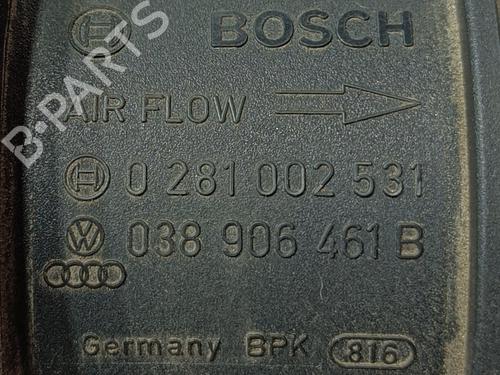 BOSCH
AIR FLOW
0 281 002 531
038 906 461 B
Germany BPK 816
B-PARTS